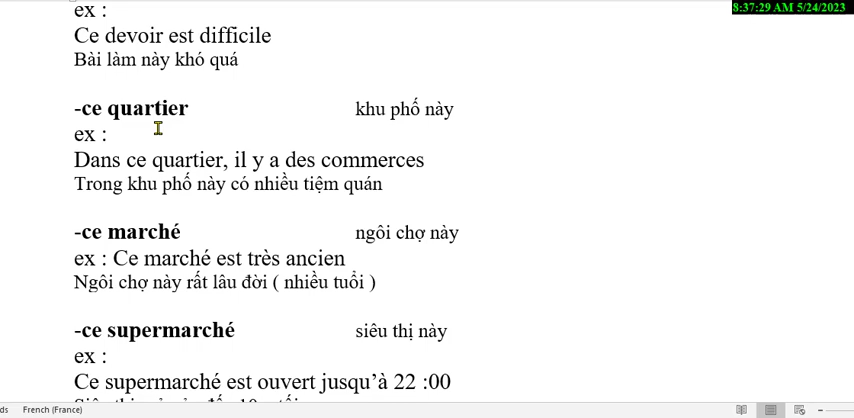 8:37:29 AM 5/24/2023
ex :
Ce devoir est difficile
Bài làm này khó quá
-ce quartier khu phố này
ex :
Dans ce quartier, il y a des commerces
Trong khu phố này có nhiều tiệm quán
-ce marché ngôi chợ này
ex : Ce marché est très ancien
Ngôi chợ này rất lâu đời ( nhiều tuổi )
-ce supermarché siêu thị này
ex :
Ce supermarché est ouvert jusqu’à 22 :00
ds French (France)